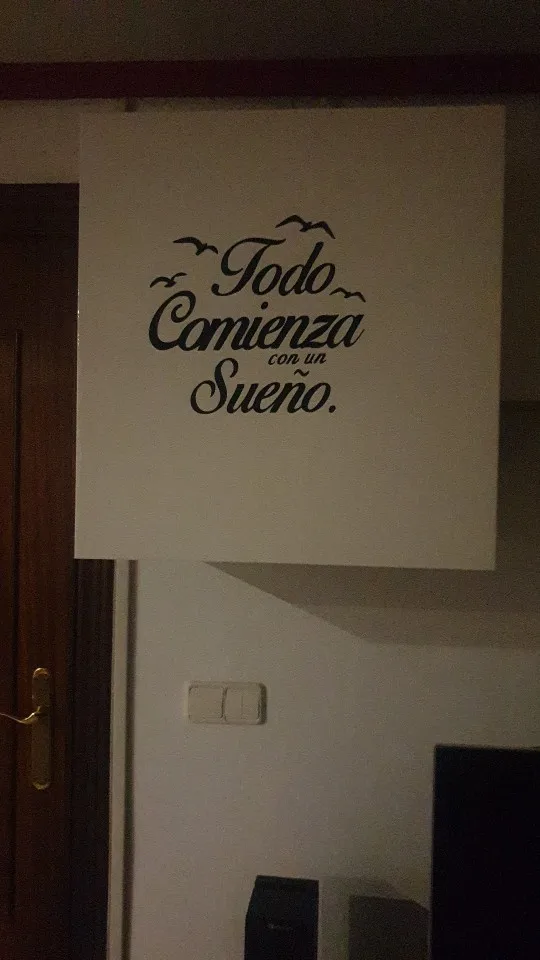 Todo
Comienza
con un
Sueño.